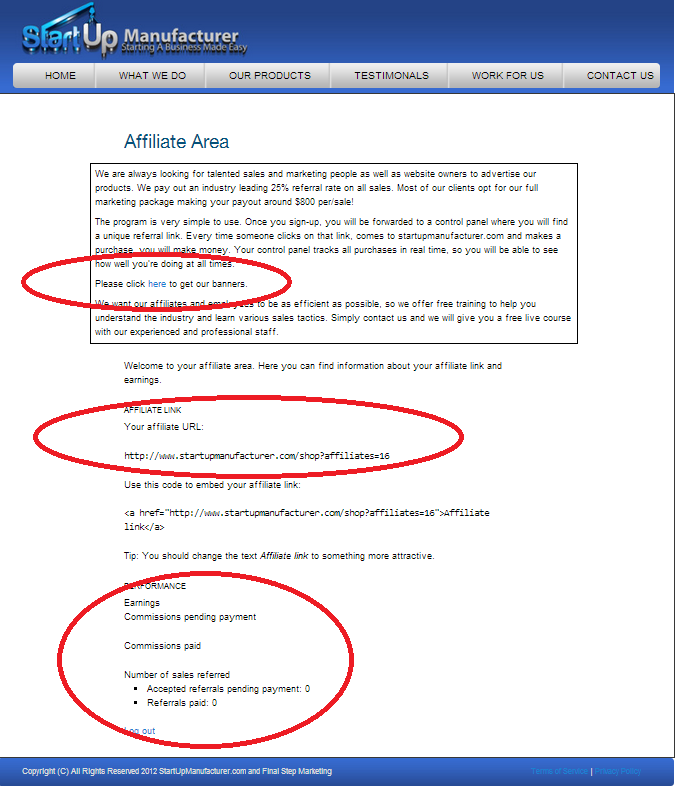 StartUp Manufacturer
Starting A Business Made Easy
HOME WHAT WE DO OUR PRODUCTS TESTIMONALS WORK FOR US CONTACT US
Affiliate Area
We are always looking for talented sales and marketing people as well as website owners to advertise our
products. We pay out an industry leading 25% referral rate on all sales. Most of our clients opt for our full
marketing package making your payout around $800 per/sale!
The program is very simple to use. Once you sign-up, you will be forwarded to a control panel where you will find
a unique referral link. Every time someone clicks on that link, comes to startupmanufacturer.com and makes a
purchase, you will make money. Your control panel tracks all purchases in real time, so you will be able to see
how well you're doing at all times.
Please click here to get our banners.
We want our affiliates and employees to be as efficient as possible, so we offer free training to help you
understand the industry and learn various sales tactics. Simply contact us and we will give you a free live course
with our experienced and professional staff.
Welcome to your affiliate area. Here you can find information about your affiliate link and
earnings.
AFFILIATE LINK
Your affiliate URL:
http://www.startupmanufacturer.com/shop?affiliates=16
Use this code to embed your affiliate link:
<a href="http://www.startupmanufacturer.com/shop?affiliates=16">Affiliate
link</a>
Tip: You should change the text Affiliate link to something more attractive.
PERFORMANCE
Earnings
Commissions pending payment
Commissions paid
Number of sales referred
Accepted referrals pending payment: 0
Referrals paid: 0
Log out
Copyright (C) All Rights Reserved 2012 StartUpManufacturer.com and Final Step Marketing
Terms of Service | Privacy Policy